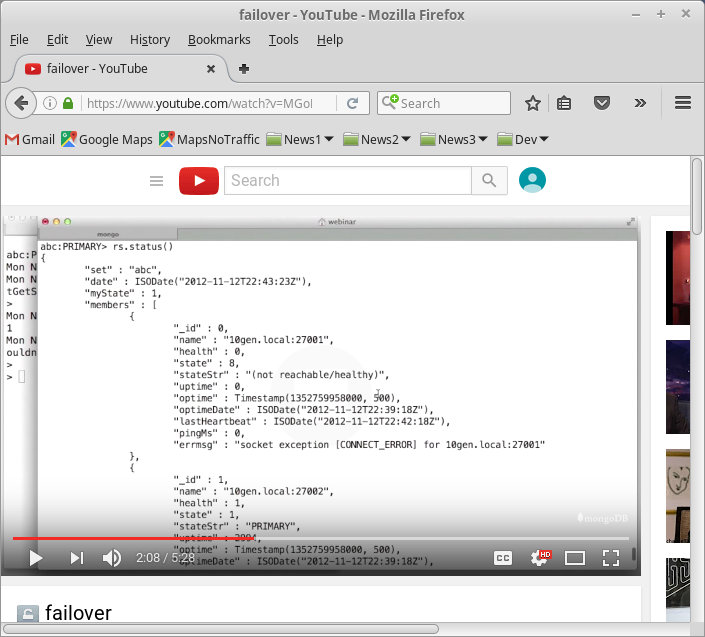 failover - YouTube - Mozilla Firefox
File Edit View History Bookmarks Tools Help
failover - YouTube
https://www.youtube.com/watch?v=MGoI
Search
Gmail Google Maps MapsNoTraffic News1 News2 News3 Dev
Search
webinar
mongo
abc:PRIMARY> rs.status()
{
"set" : "abc",
"date" : ISODate("2012-11-12T22:43:23Z"),
"myState" : 1,
"members" : [
{
"_id" : 0,
"name" : "10gen.local:27001",
"health" : 0,
"state" : 8,
"stateStr" : "(not reachable/healthy)",
"uptime" : 0,
"optime" : Timestamp(1352759958000, 500),
"optimeDate" : ISODate("2012-11-12T22:39:18Z"),
"lastHeartbeat" : ISODate("2012-11-12T22:42:18Z"),
"pingMs" : 0,
"errmsg" : "socket exception [CONNECT_ERROR] for 10gen.local:27001"
},
{
"_id" : 1,
"name" : "10gen.local:27002",
"health" : 1,
"state" : 1,
"stateStr" : "PRIMARY",
"optime" : Timestamp(1352759958000, 500),
"optimeDate" : ISODate("2012-11-12T22:39:18Z"),
abc:P
Mon N
Mon N
tGetS
>
Mon N
1
Mon N
ouldn
>
>
mongoDB
2:08 / 5:28
CC
HD
failover